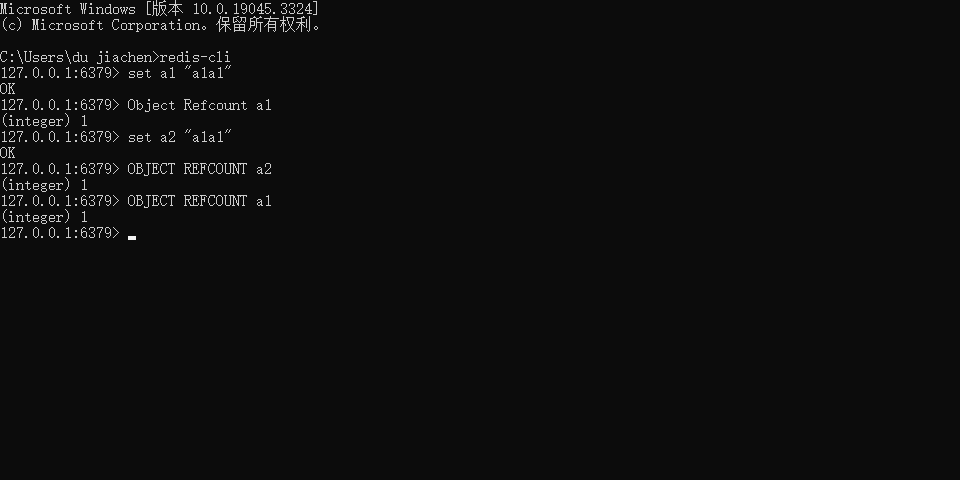 Microsoft Windows [版本 10.0.19045.3324]
(c) Microsoft Corporation。保留所有权利。
C:\Users\du jiachen>redis-cli
127.0.0.1:6379> set a1 "a1a1"
OK
127.0.0.1:6379> Object Refcount a1
(integer) 1
127.0.0.1:6379> set a2 "a1a1"
OK
127.0.0.1:6379> OBJECT REFCOUNT a2
(integer) 1
127.0.0.1:6379> OBJECT REFCOUNT a1
(integer) 1
127.0.0.1:6379>